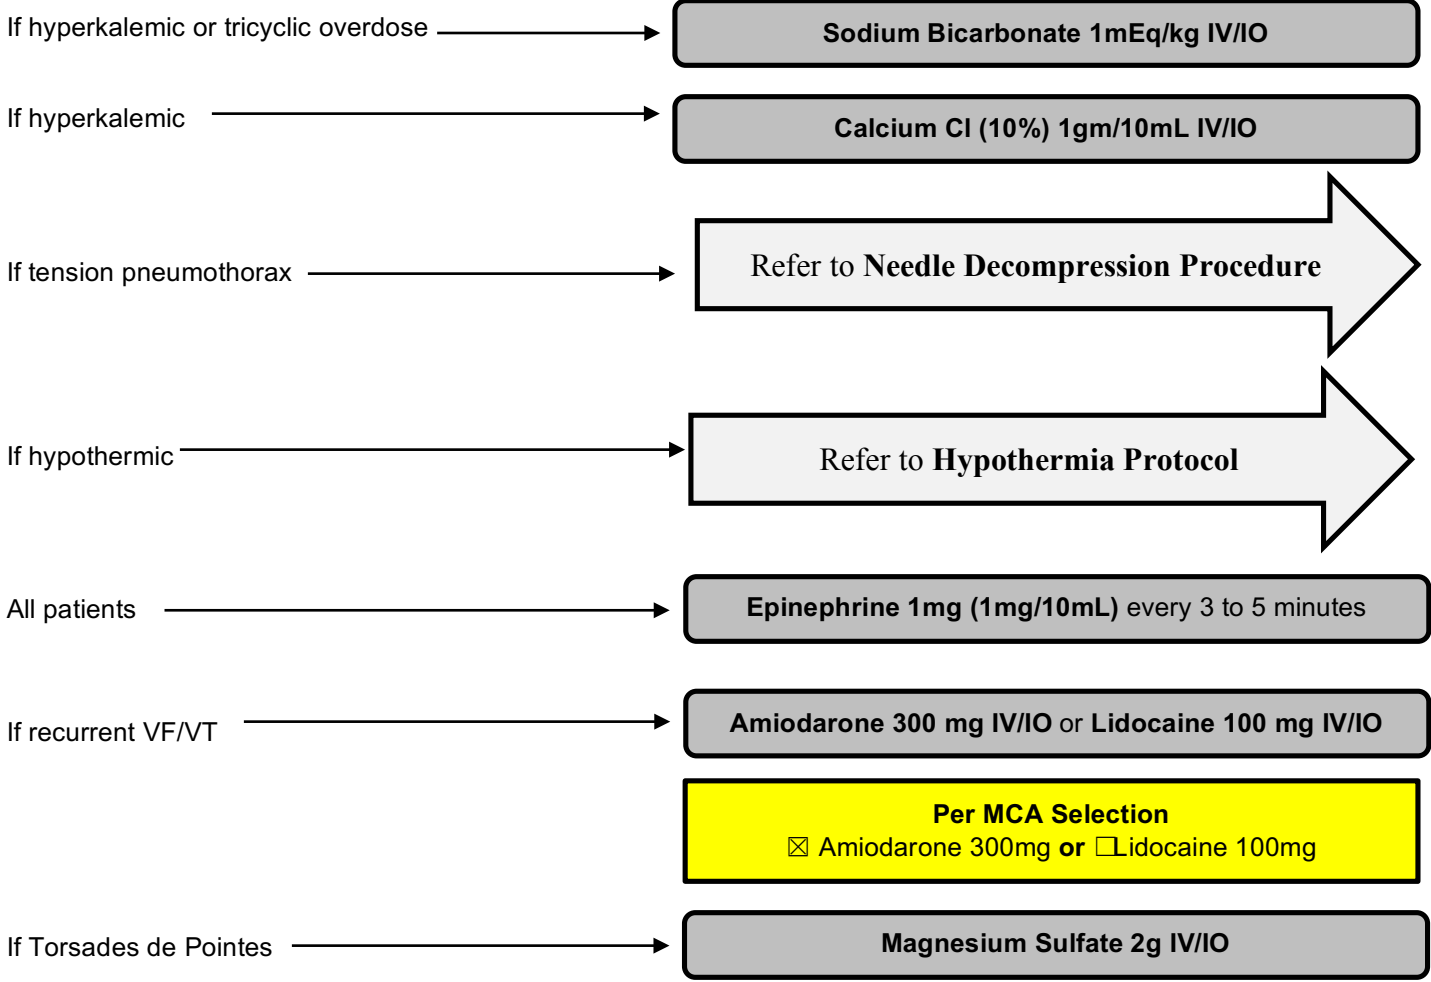 If hyperkalemic or tricyclic overdose
Sodium Bicarbonate 1mEq/kg IV/IO
If hyperkalemic
Calcium Cl (10%) 1gm/10mL IV/IO
If tension pneumothorax
Refer to Needle Decompression Procedure
If hypothermic
Refer to Hypothermia Protocol
All patients
Epinephrine 1mg (1mg/10mL) every 3 to 5 minutes
If recurrent VF/VT
Amiodarone 300 mg IV/IO or Lidocaine 100 mg IV/IO
Per MCA Selection
☒ Amiodarone 300mg or ☐Lidocaine 100mg
If Torsades de Pointes
Magnesium Sulfate 2g IV/IO